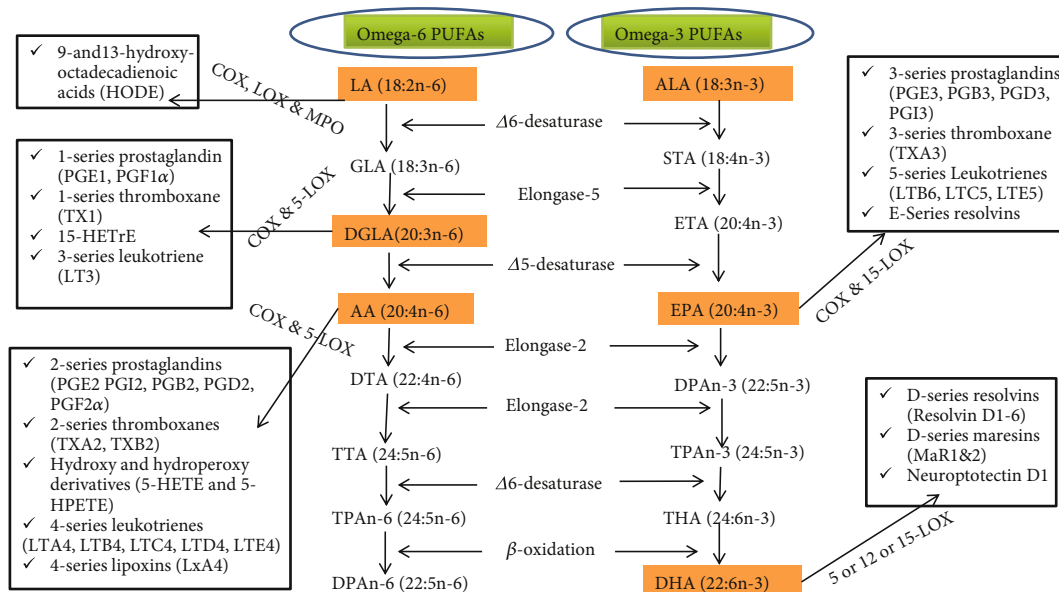 Omega-6 PUFAs
Omega-3 PUFAs
✓ 9-and13-hydroxy-
octadecadienoic
acids (HODE)
COX, LOX & MPO
LA (18:2n-6)
ALA (18:3n-3)
Δ6-desaturase
GLA (18:3n-6)
STA (18:4n-3)
✓ 1-series prostaglandin
(PGE1, PGF1α)
✓ 1-series thromboxane
(TX1)
✓ 15-HETrE
✓ 3-series leukotriene
(LT3)
COX & 5-LOX
Elongase-5
DGLA(20:3n-6)
ETA (20:4n-3)
Δ5-desaturase
AA (20:4n-6)
EPA (20:4n-3)
COX & 15-LOX
✓ 3-series prostaglandins
(PGE3, PGB3, PGD3,
PGI3)
✓ 3-series thromboxane
(TXA3)
✓ 5-series Leukotrienes
(LTB6, LTC5, LTE5)
✓ E-Series resolvins
COX & 5-LOX
Elongase-2
✓ 2-series prostaglandins
(PGE2 PGI2, PGB2, PGD2,
PGF2α)
✓ 2-series thromboxanes
(TXA2, TXB2)
✓ Hydroxy and hydroperoxy
derivatives (5-HETE and 5-
HPETE)
✓ 4-series leukotrienes
(LTA4, LTB4, LTC4, LTD4, LTE4)
✓ 4-series lipoxins (LxA4)
DTA (22:4n-6)
DPAn-3 (22:5n-3)
Elongase-2
TTA (24:5n-6)
TPAn-3 (24:5n-3)
Δ6-desaturase
TPAn-6 (24:5n-6)
THA (24:6n-3)
β-oxidation
DPAn-6 (22:5n-6)
DHA (22:6n-3)
5 or 12 or 15-LOX
✓ D-series resolvins
(Resolvin D1-6)
✓ D-series maresins
(MaR1&2)
✓ Neuroptotectin D1